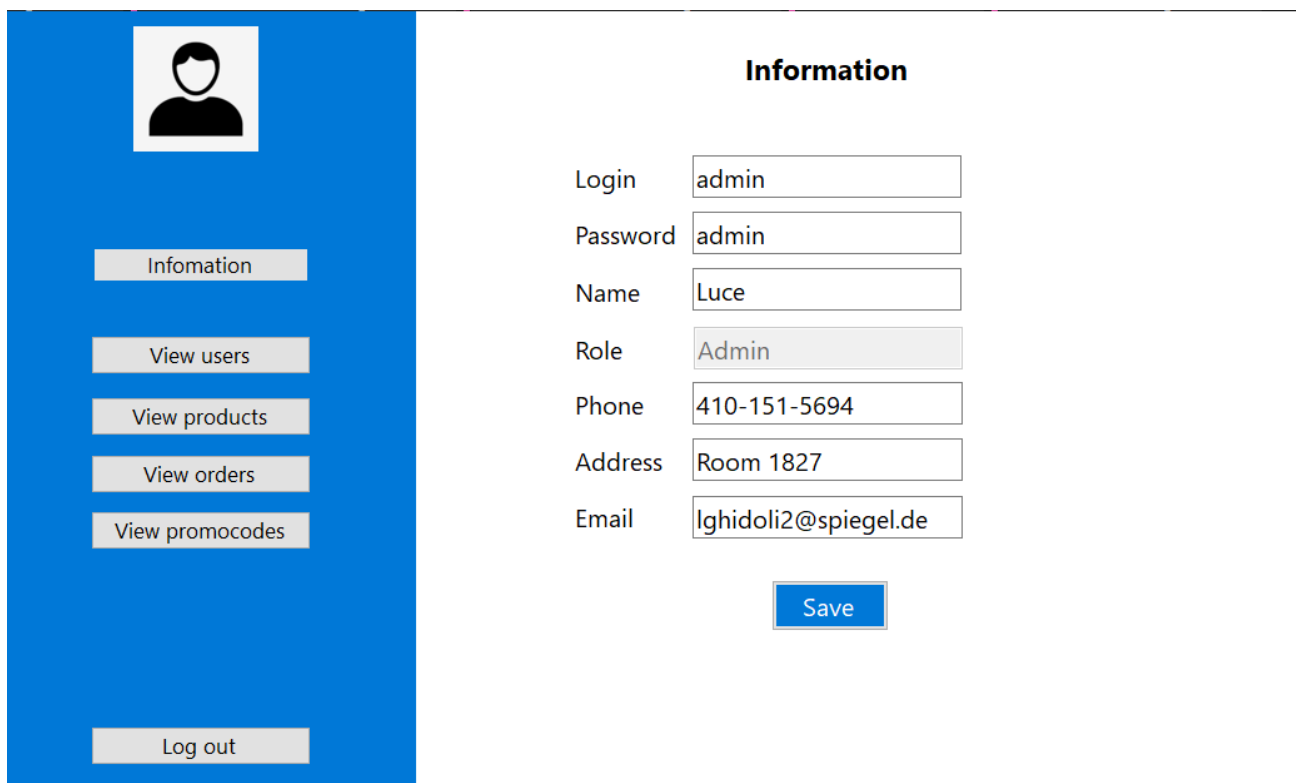 Infomation
View users
View products
View orders
View promocodes
Log out
Information
Login admin
Password admin
Name Luce
Role Admin
Phone 410-151-5694
Address Room 1827
Email lghidoli2@spiegel.de
Save